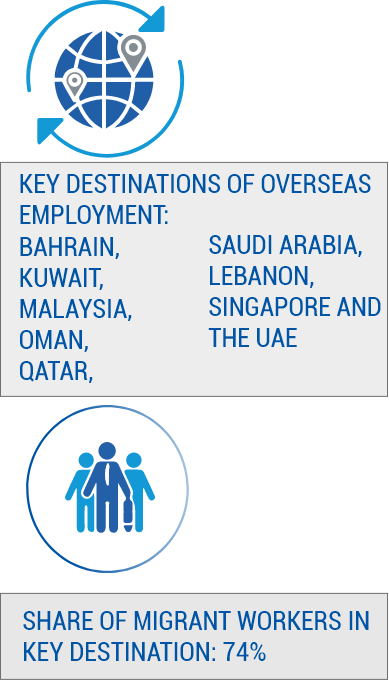 KEY DESTINATIONS OF OVERSEAS
EMPLOYMENT:
BAHRAIN,
KUWAIT,
MALAYSIA,
OMAN,
QATAR,
SAUDI ARABIA,
LEBANON,
SINGAPORE AND
THE UAE
SHARE OF MIGRANT WORKERS IN
KEY DESTINATION: 74%